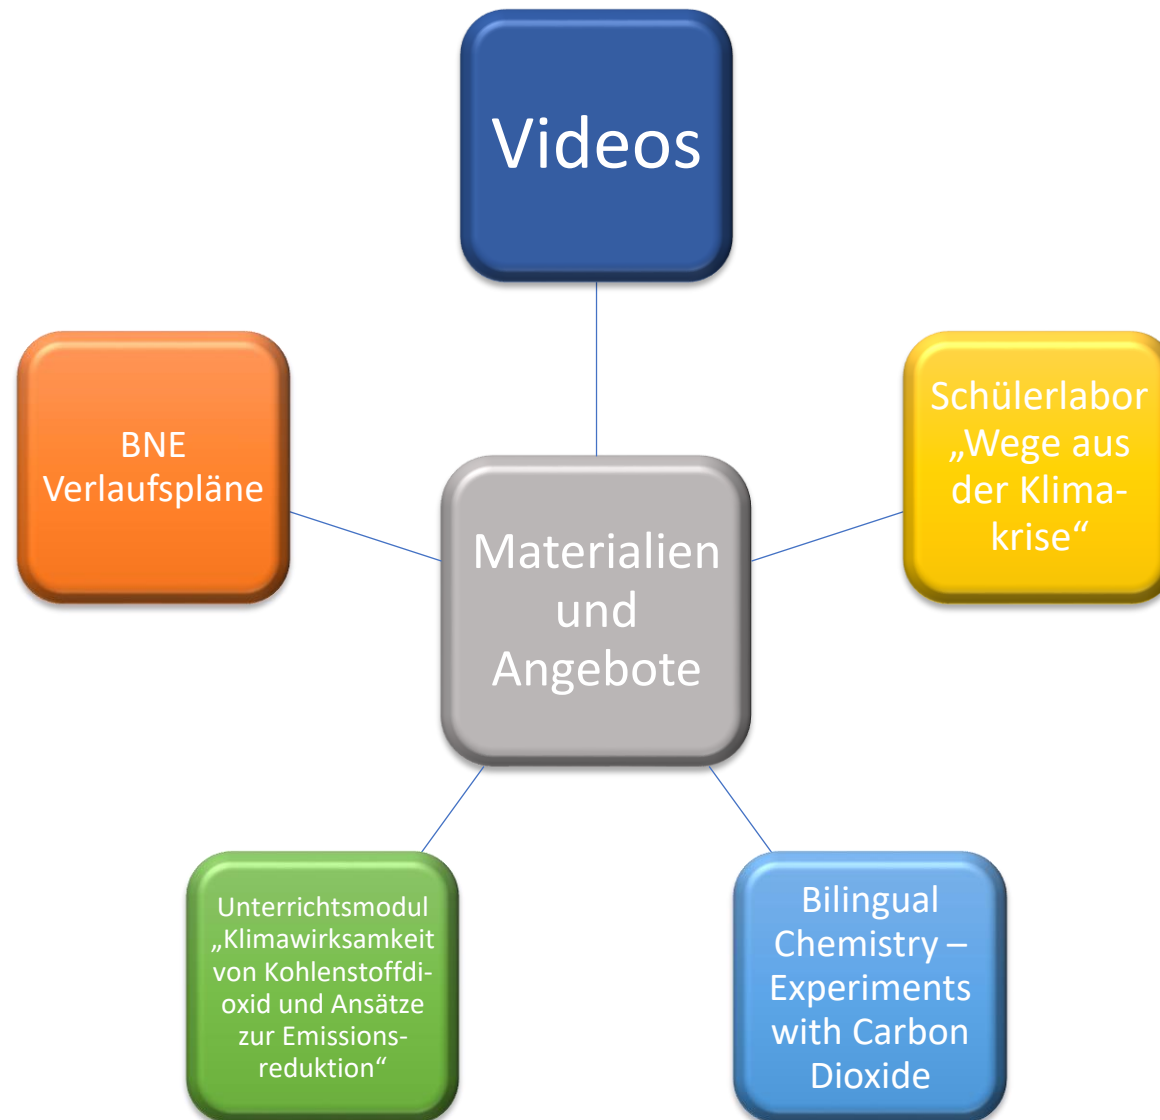 Videos
BNE
Verlaufspläne
Schülerlabor
„Wege aus
der Klima-
krise“
Materialien
und
Angebote
Unterrichtsmodul
„Klimawirksamkeit
von Kohlenstoffdi-
oxid und Ansätze
zur Emissions-
reduktion“
Bilingual
Chemistry –
Experiments
with Carbon
Dioxide